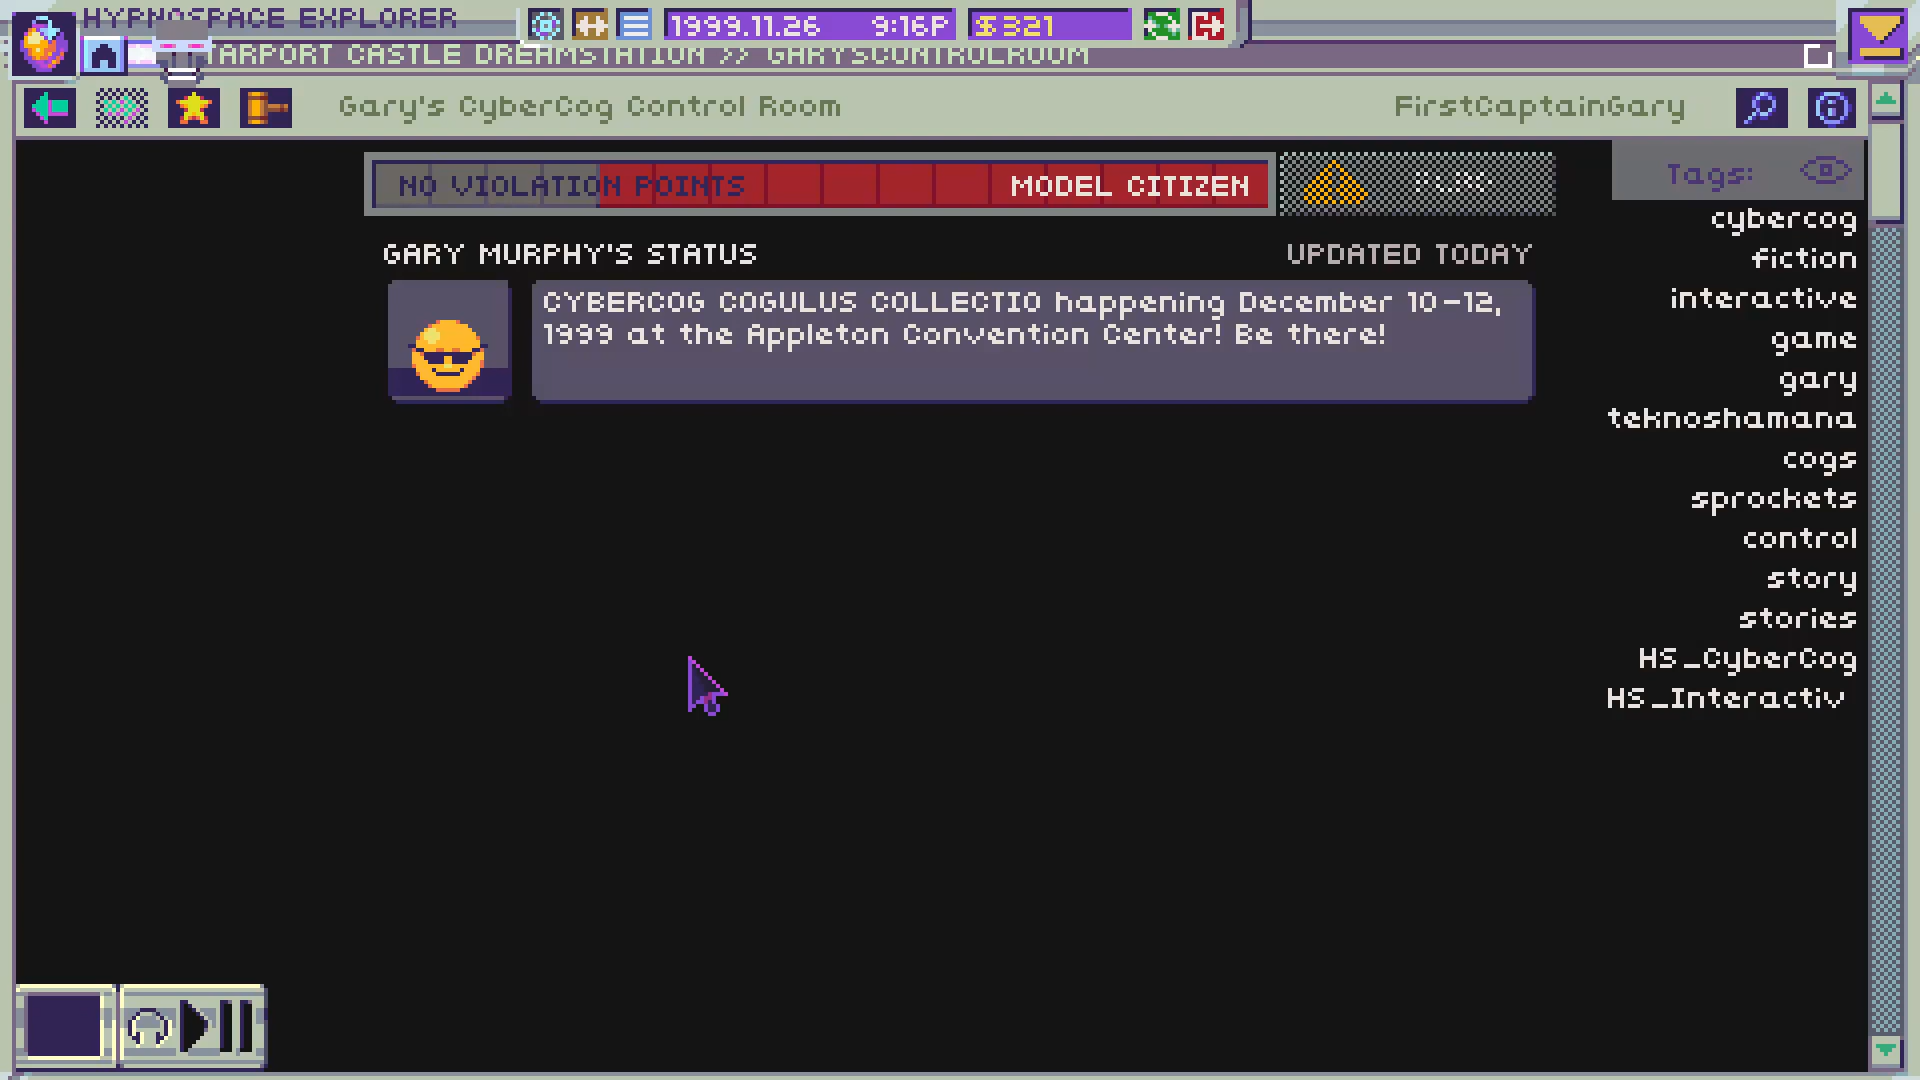 HYPNOSPACE EXPLORER
1999.11.26 9:16P $321
TARPORT CASTLE DREAMSTATION >> GARYSCONTROLROOM
Gary's CyberCog Control Room
FirstCaptainGary
NO VIOLATION POINTS
MODEL CITIZEN
Tags:
GARY MURPHY'S STATUS
UPDATED TODAY
CYBERCOG COGULUS COLLECTIO happening December 10-12,
1999 at the Appleton Convention Center! Be there!
cybercog
fiction
interactive
game
gary
teknoshamana
cogs
sprockets
control
story
stories
HS_CyberCog
HS_Interactiv